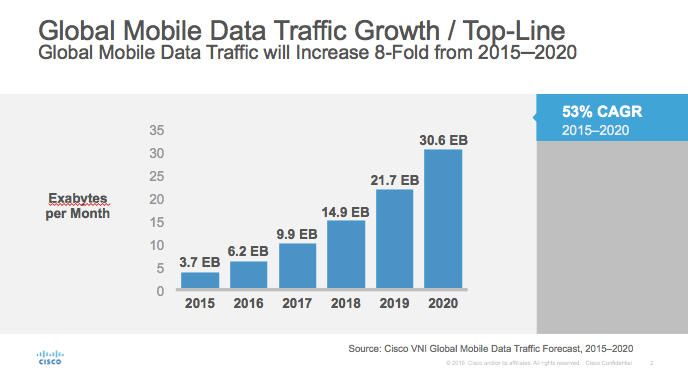 Global Mobile Data Traffic Growth / Top-Line
Global Mobile Data Traffic will Increase 8-Fold from 2015—2020
53% CAGR
2015–2020
Exabytes
per Month
35
30
25
20
15
10
5
0
3.7 EB
6.2 EB
9.9 EB
14.9 EB
21.7 EB
30.6 EB
2015
2016
2017
2018
2019
2020
Source: Cisco VNI Global Mobile Data Traffic Forecast, 2015–2020
CISCO
© 2016 Cisco and/or its affiliates. All rights reserved. Cisco Confidential
2